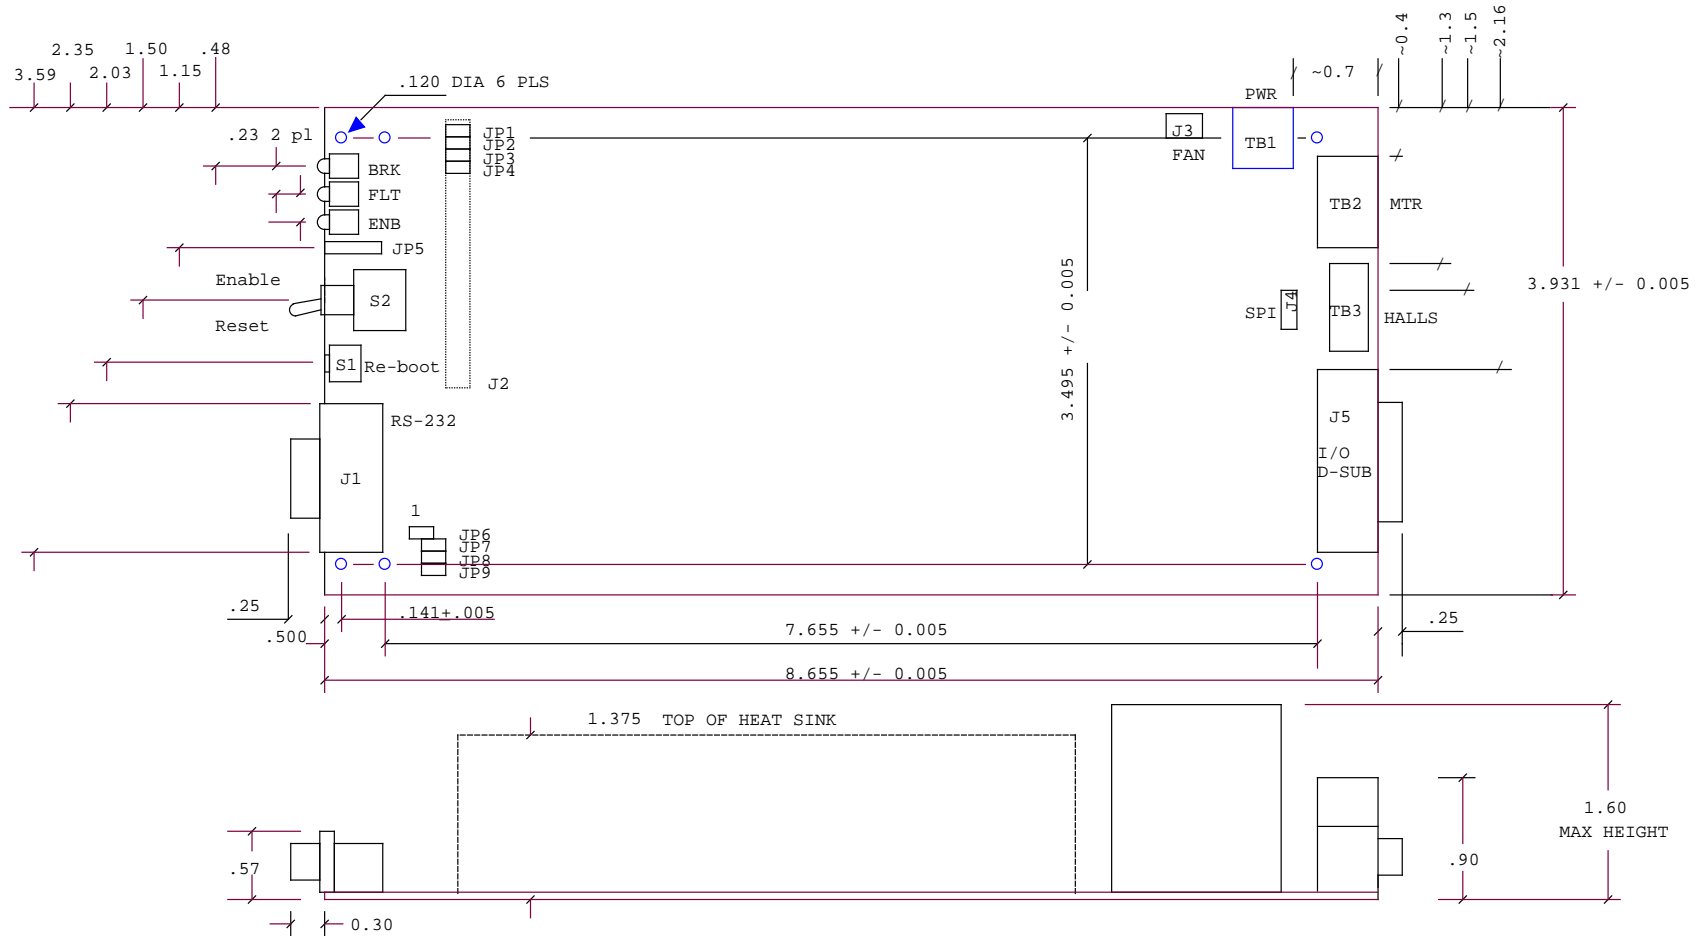 2.35
1.50
.48
3.59
2.03
1.15
.120 DIA 6 PLS
~0.7
~0.4
~1.3
~1.5
~2.16
PWR
.23 2 pl
JP1
JP2
JP3
JP4
J3
FAN
TB1
BRK
FLT
ENB
JP5
TB2
MTR
Enable
S2
Reset
3.495 +/- 0.005
SPI
J4
TB3
HALLS
3.931 +/- 0.005
S1
Re-boot
J2
RS-232
J5
I/O
D-SUB
J1
1
JP6
JP7
JP8
JP9
.25
.141±.005
.500
7.655 +/- 0.005
.25
8.655 +/- 0.005
1.375 TOP OF HEAT SINK
1.60
MAX HEIGHT
.57
.90
0.30